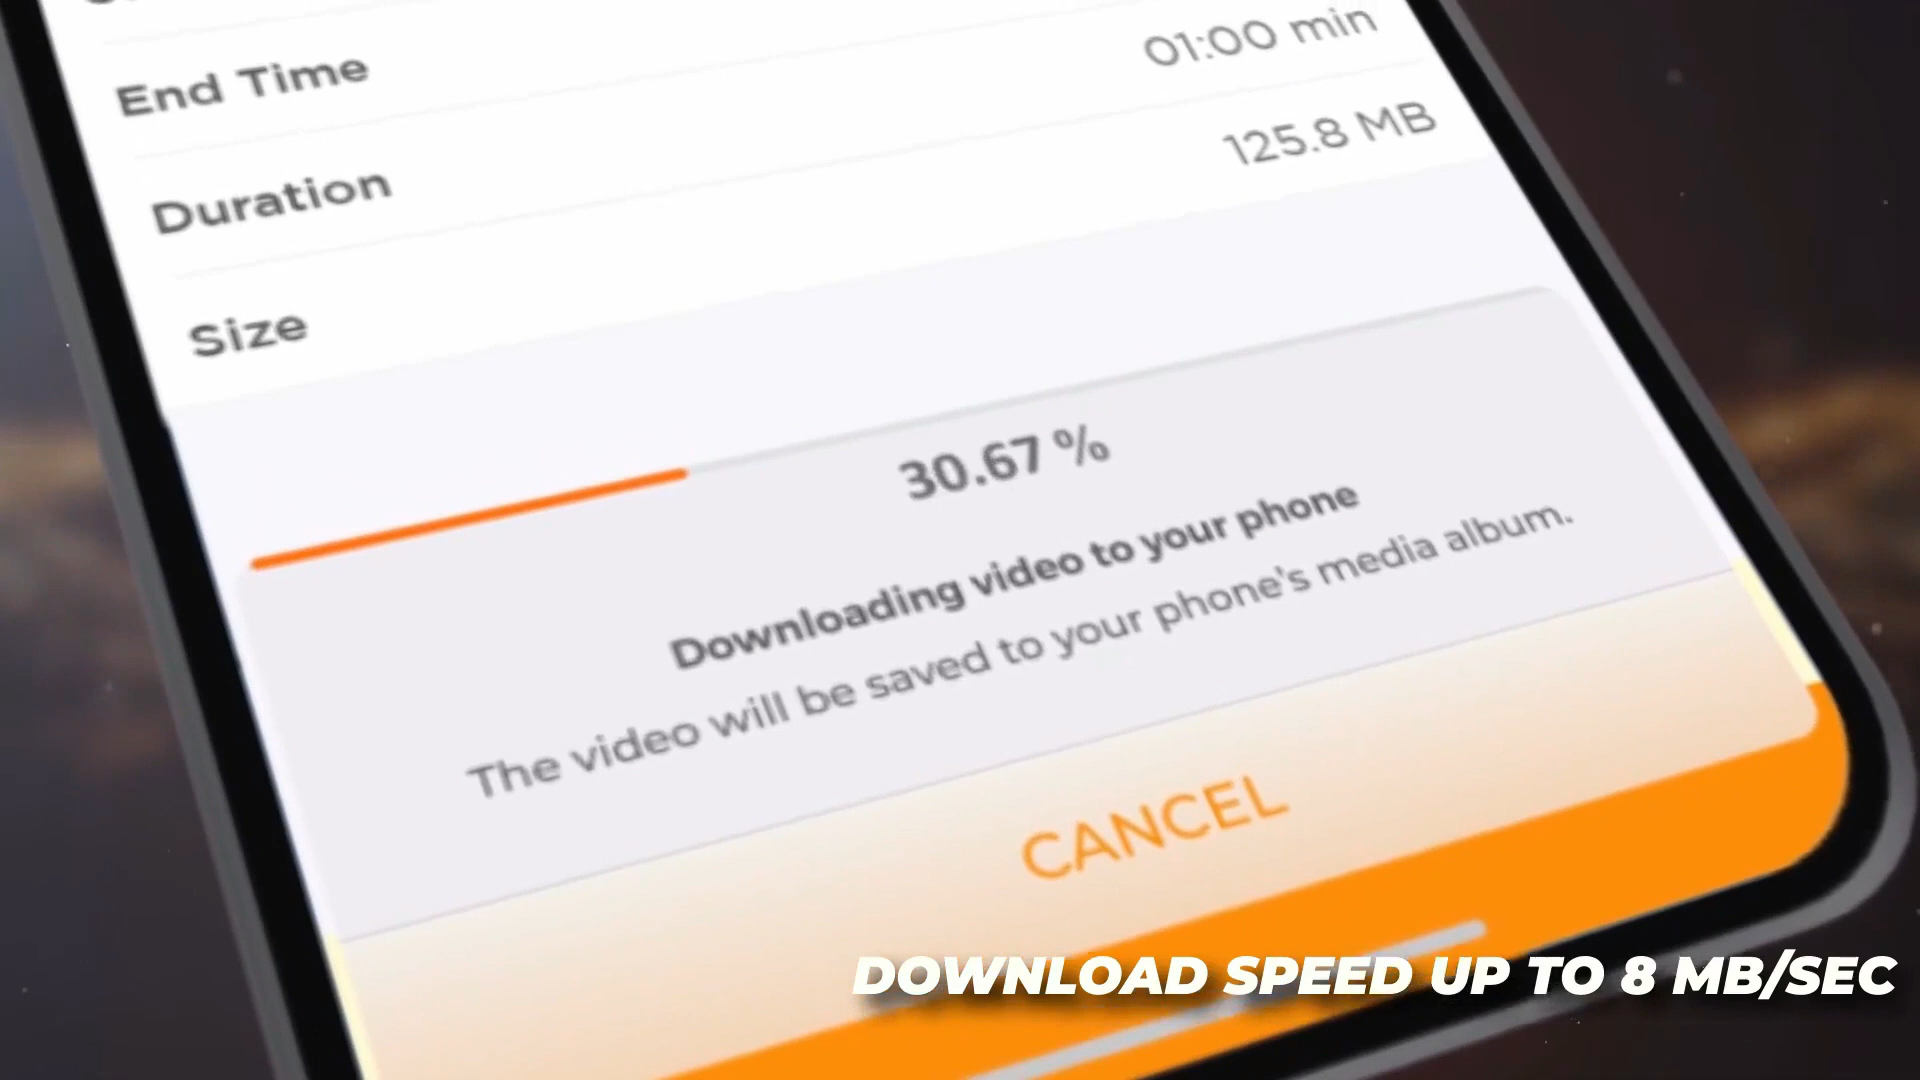 End Time
Duration 01:00 min
Size 125.8 MB
30.67 %
Downloading video to your phone
The video will be saved to your phone's media album.
CANCEL
DOWNLOAD SPEED UP TO 8 MB/SEC